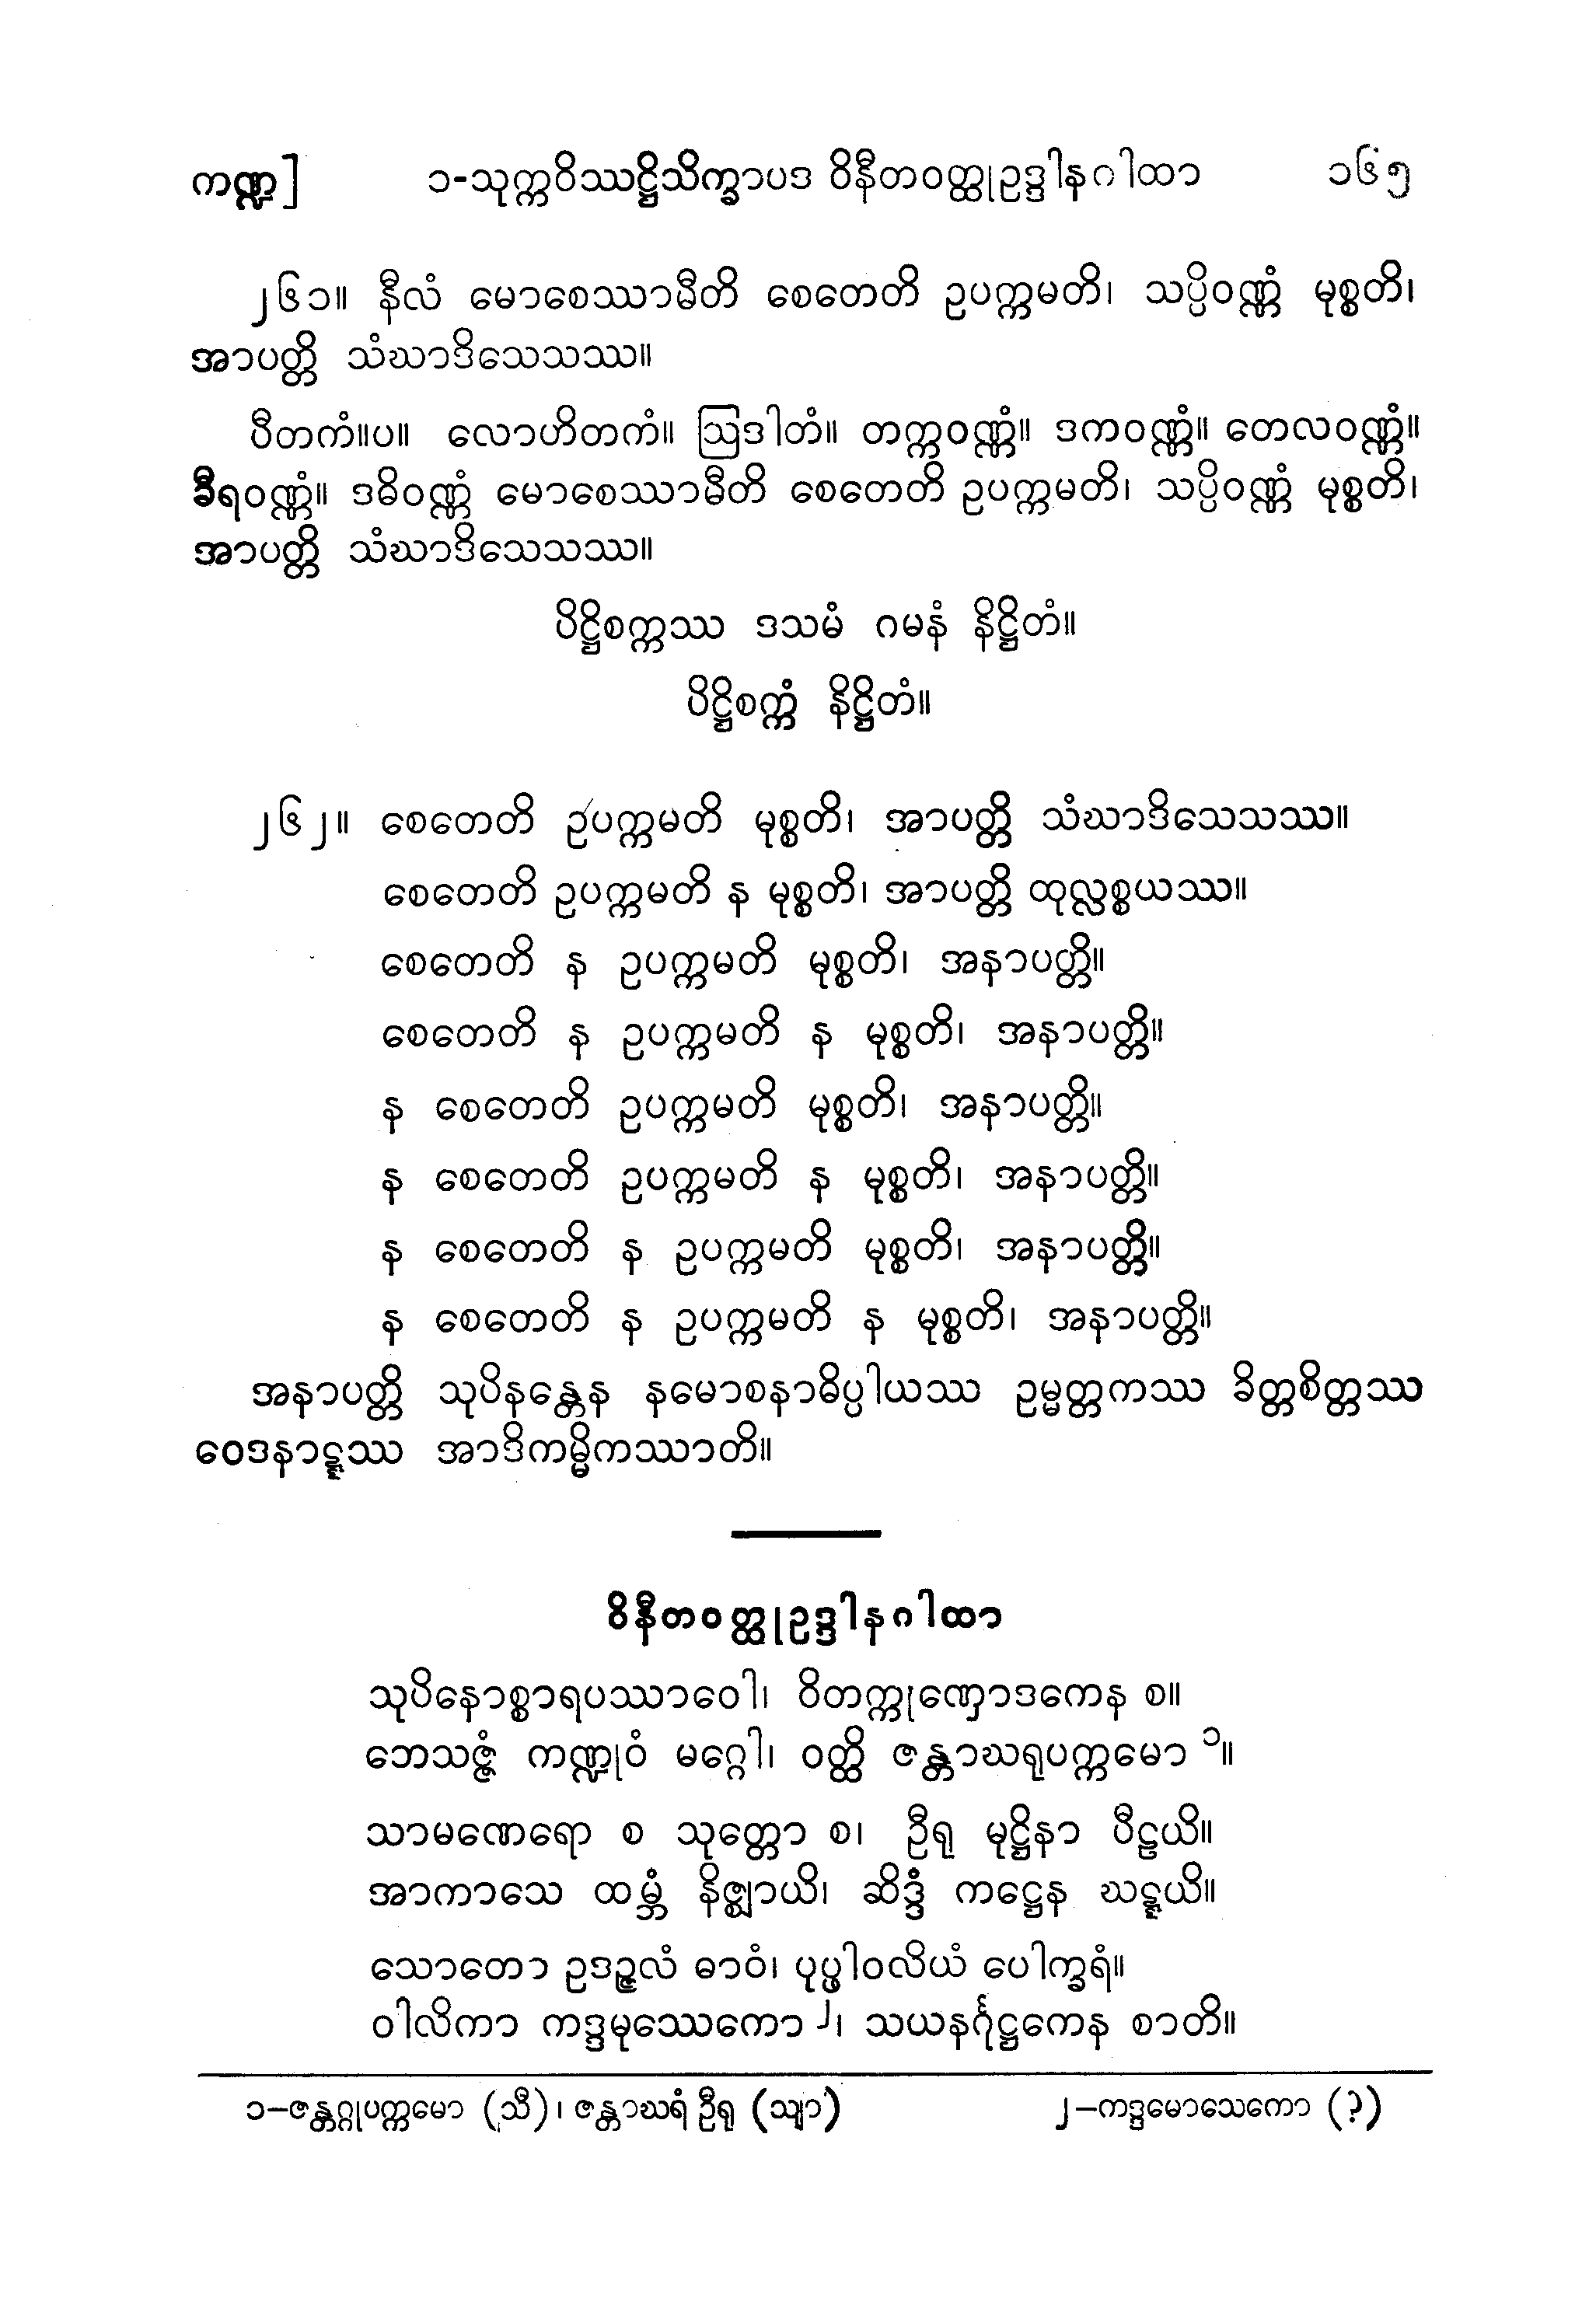 ကဏ္ဍ] ၁-သုက္ကဝိဿဋ္ဌိသိက္ခာပဒ ဝိနီတဝတ္ထုဥဒ္ဒါနဂါထာ ၁၆၅
၂၆၁။ နီလံ မောစေဿာမီတိ စေတေတိ ဥပက္ကမတိ၊ သပ္ပိဝဏ္ဏံ မုစ္စတိ၊
အာပတ္တိ သံဃာဒိသေသဿ။
ပီတကံ။ပ။ လောဟိတကံ။ ဩဒါတံ။ တက္ကဝဏ္ဏံ။ ဒကဝဏ္ဏံ။ တေလဝဏ္ဏံ။
ခီရဝဏ္ဏံ။ ဒဓိဝဏ္ဏံ မောစေဿာမီတိ စေတေတိ ဥပက္ကမတိ၊ သပ္ပိဝဏ္ဏံ မုစ္စတိ၊
အာပတ္တိ သံဃာဒိသေသဿ။
ပိဋ္ဌိစက္ကဿ ဒသမံ ဂမနံ နိဋ္ဌိတံ။
ပိဋ္ဌိစက္ကံ နိဋ္ဌိတံ။
၂၆၂။ စေတေတိ ဥပက္ကမတိ မုစ္စတိ၊ အာပတ္တိ သံဃာဒိသေသဿ။
စေတေတိ ဥပက္ကမတိ န မုစ္စတိ၊ အာပတ္တိ ထုလ္လစ္စယဿ။
စေတေတိ န ဥပက္ကမတိ မုစ္စတိ၊ အနာပတ္တိ။
စေတေတိ န ဥပက္ကမတိ န မုစ္စတိ၊ အနာပတ္တိ။
န စေတေတိ ဥပက္ကမတိ မုစ္စတိ၊ အနာပတ္တိ။
န စေတေတိ ဥပက္ကမတိ န မုစ္စတိ၊ အနာပတ္တိ။
န စေတေတိ န ဥပက္ကမတိ မုစ္စတိ၊ အနာပတ္တိ။
န စေတေတိ န ဥပက္ကမတိ န မုစ္စတိ၊ အနာပတ္တိ။
အနာပတ္တိ သုပိနန္တေန နမောစနာဓိပ္ပါယဿ ဥမ္မတ္တကဿ ခိတ္တစိတ္တဿ
ဝေဒနာဋ္ဋဿ အာဒိကမ္မိကဿာတိ။
ဝိနီတဝတ္ထုဥဒ္ဒါနဂါထာ
သုပိနောစ္စာရပဿာဝေါ၊ ဝိတက္ကုဏှောဒကေန စ။
ဘေသဇ္ဇံ ကဏ္ဍုဝံ မဂ္ဂေါ၊ ဝတ္ထိ ဇန္တာဃရုပက္ကမော ၁။
သာမဏေရော စ သုတ္တော စ၊ ဦရု မုဋ္ဌိနာ ပီဠယိ။
အာကာသေ ထမ္ဘံ နိဇ္ဈာယိ၊ ဆိဒ္ဒံ ကဋ္ဌေန ဃဋ္ဋယိ။
သောတော ဥဒဉ္ဇလံ ဓာဝံ၊ ပုပ္ဖါဝလိယံ ပေါက္ခရံ။
ဝါလိကာ ကဒ္ဒမုဿေကော ၂၊ သယနင်္ဂုဋ္ဌကေန စာတိ။
၁–ဇန္တဂ္ဂုပက္ကမော (သီ)၊ ဇန္တာဃရံ ဦရု (သျာ) ၂–ကဒ္ဒမောသေကော (?)